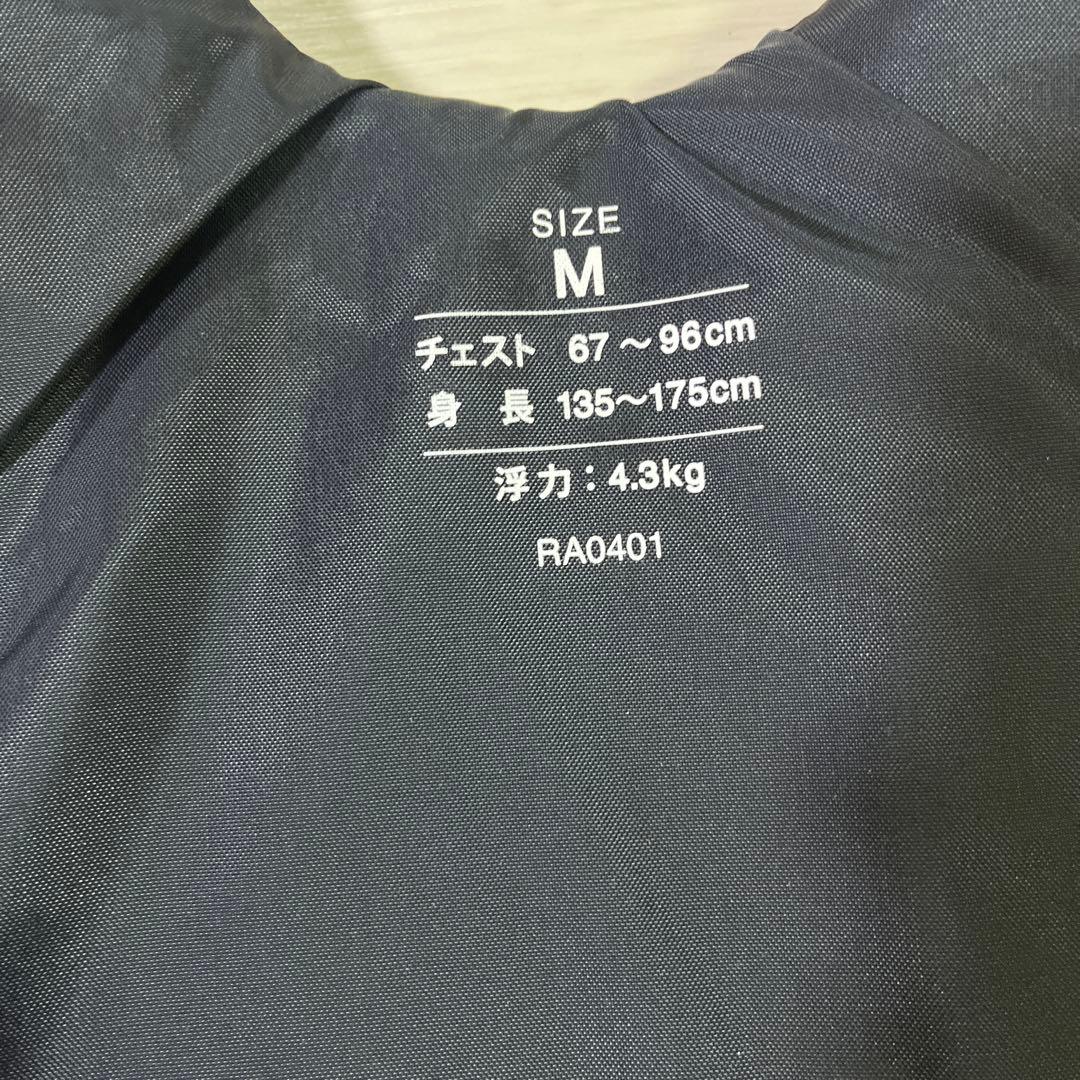 SIZE
M
チェスト 67～96cm
身 長 135～175cm
浮力：4.3kg
RA0401